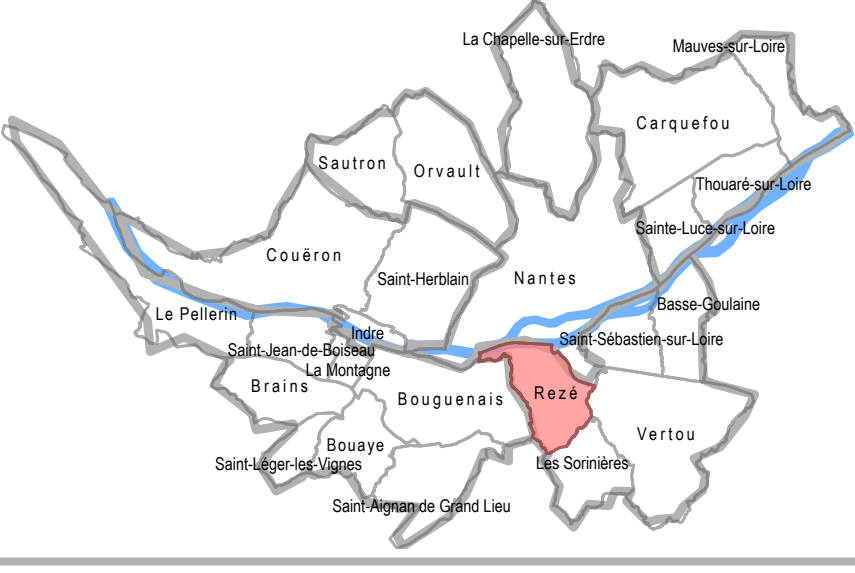 La Chapelle-sur-Erdre
Mauves-sur-Loire
Carquefou
Sautron
Orvault
Thouaré-sur-Loire
Sainte-Luce-sur-Loire
Couëron
Saint-Herblain
Nantes
Basse-Goulaine
Le Pellerin
Indre
Saint-Sébastien-sur-Loire
Saint-Jean-de-Boiseau
La Montagne
Brains
Bouguenais
Rezé
Vertou
Bouaye
Saint-Léger-les-Vignes
Les Sorinières
Saint-Aignan de Grand Lieu